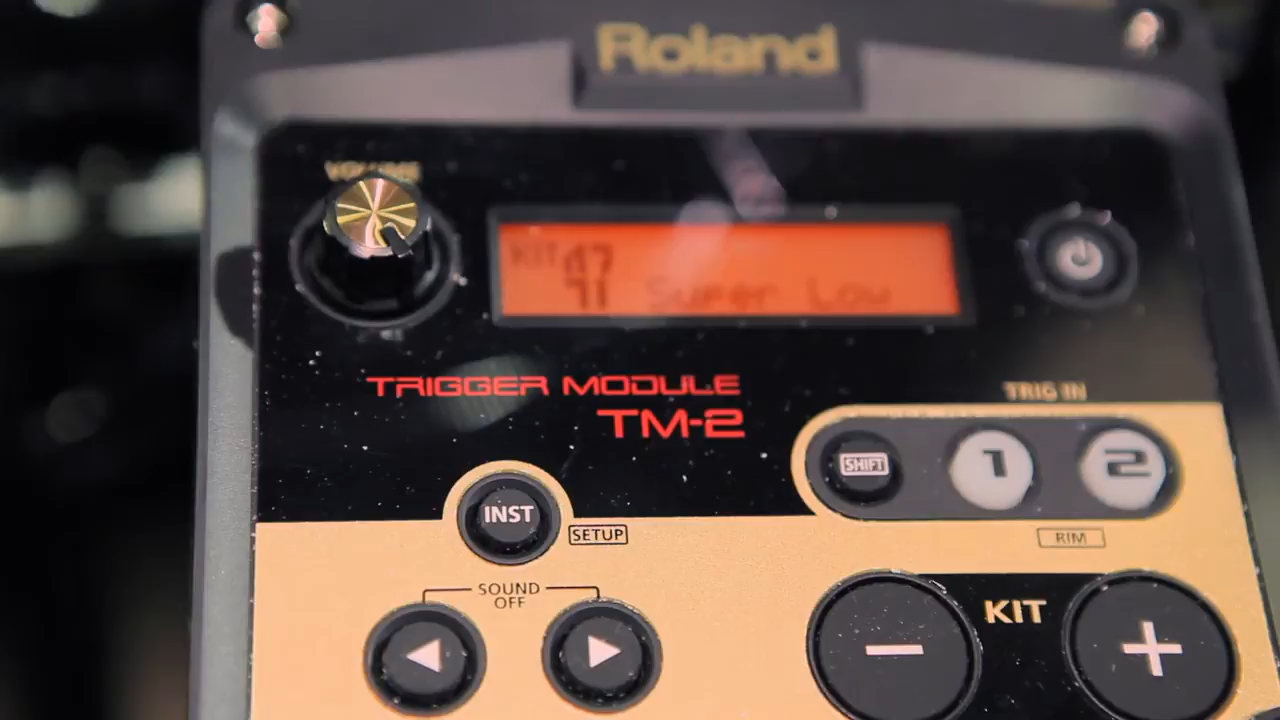 Roland
VOLUME
KIT 47
71 Super Low
TRIGGER MODULE
TM-2
TRIG IN
SHIFT 1 2
INST
SETUP
RIM
SOUND
OFF
KIT